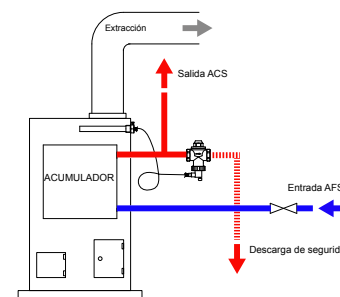 Extracción
Salida ACS
ACUMULADOR
Entrada AFS
Descarga de segurid